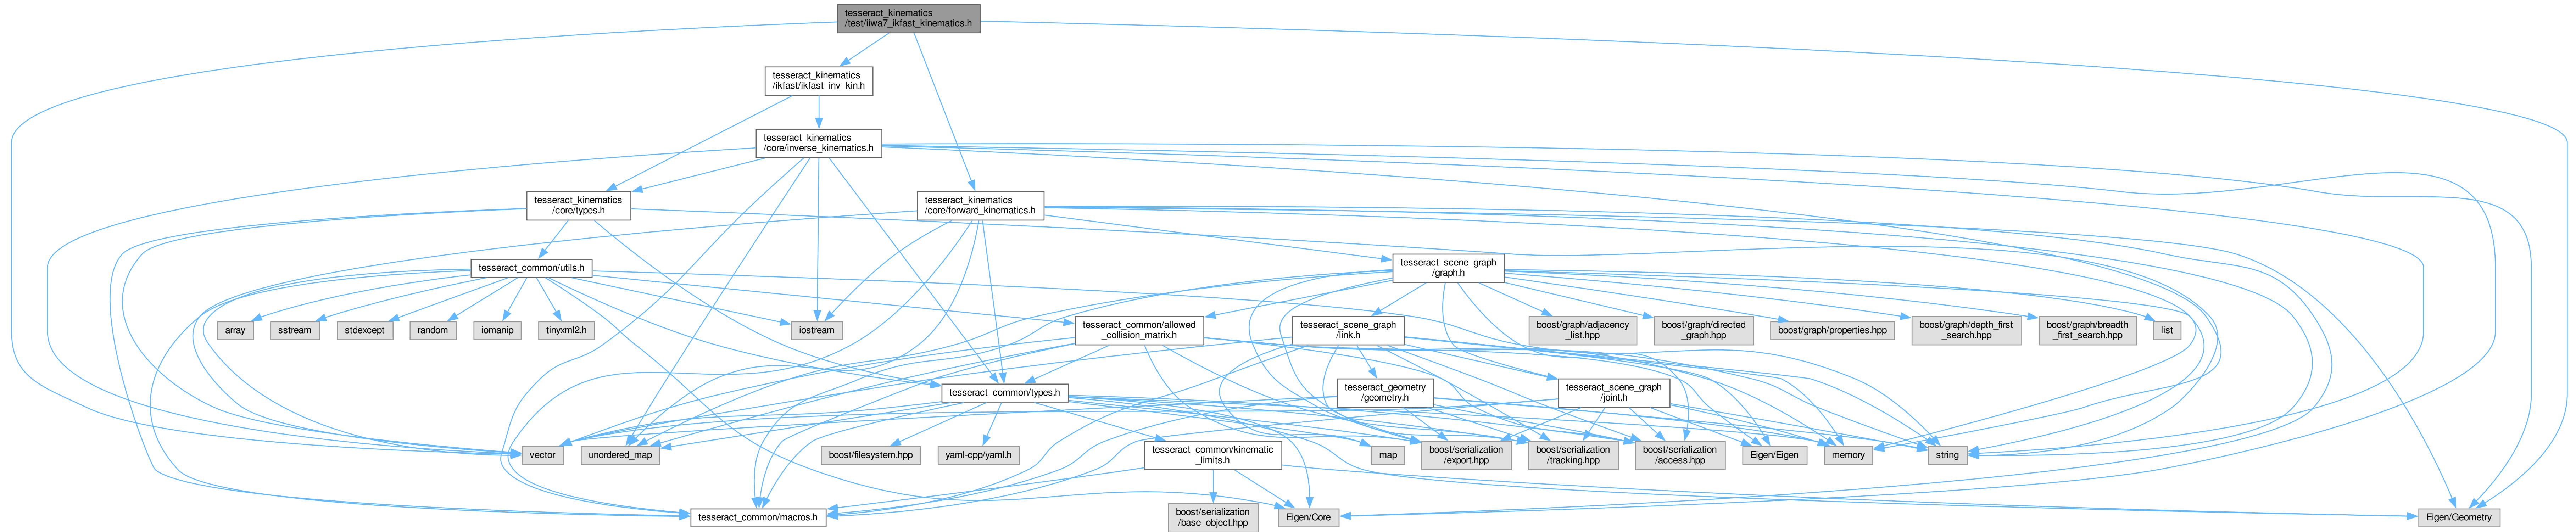 tesseract_kinematics
/test/iiwa7_ikfast_kinematics.h
tesseract_kinematics
/ikfast/ikfast_inv_kin.h
tesseract_kinematics
/core/inverse_kinematics.h
tesseract_kinematics
/core/types.h
tesseract_kinematics
/core/forward_kinematics.h
tesseract_common/utils.h
tesseract_scene_graph
/graph.h
array
sstream
stdexcept
random
iomanip
tinyxml2.h
iostream
tesseract_common/allowed
_collision_matrix.h
tesseract_scene_graph
/link.h
boost/graph/adjacency
_list.hpp
boost/graph/directed
_graph.hpp
boost/graph/properties.hpp
boost/graph/depth_first
_search.hpp
boost/graph/breadth
_first_search.hpp
list
tesseract_common/types.h
tesseract_geometry
/geometry.h
tesseract_scene_graph
/joint.h
vector
unordered_map
boost/filesystem.hpp
yaml-cpp/yaml.h
tesseract_common/kinematic
_limits.h
map
boost/serialization
/export.hpp
boost/serialization
/tracking.hpp
boost/serialization
/access.hpp
Eigen/Eigen
memory
string
tesseract_common/macros.h
boost/serialization
/base_object.hpp
Eigen/Core
Eigen/Geometry